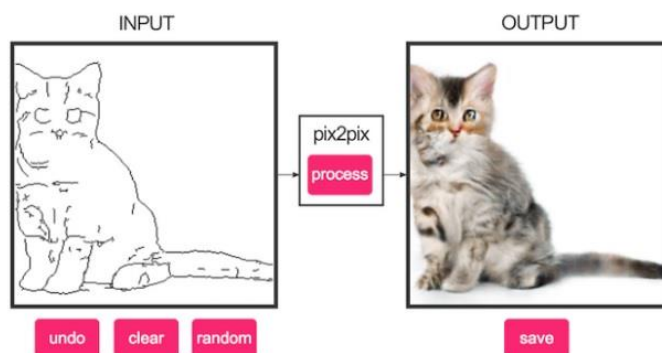 INPUT
OUTPUT
pix2pix
process
undo
clear
random
save